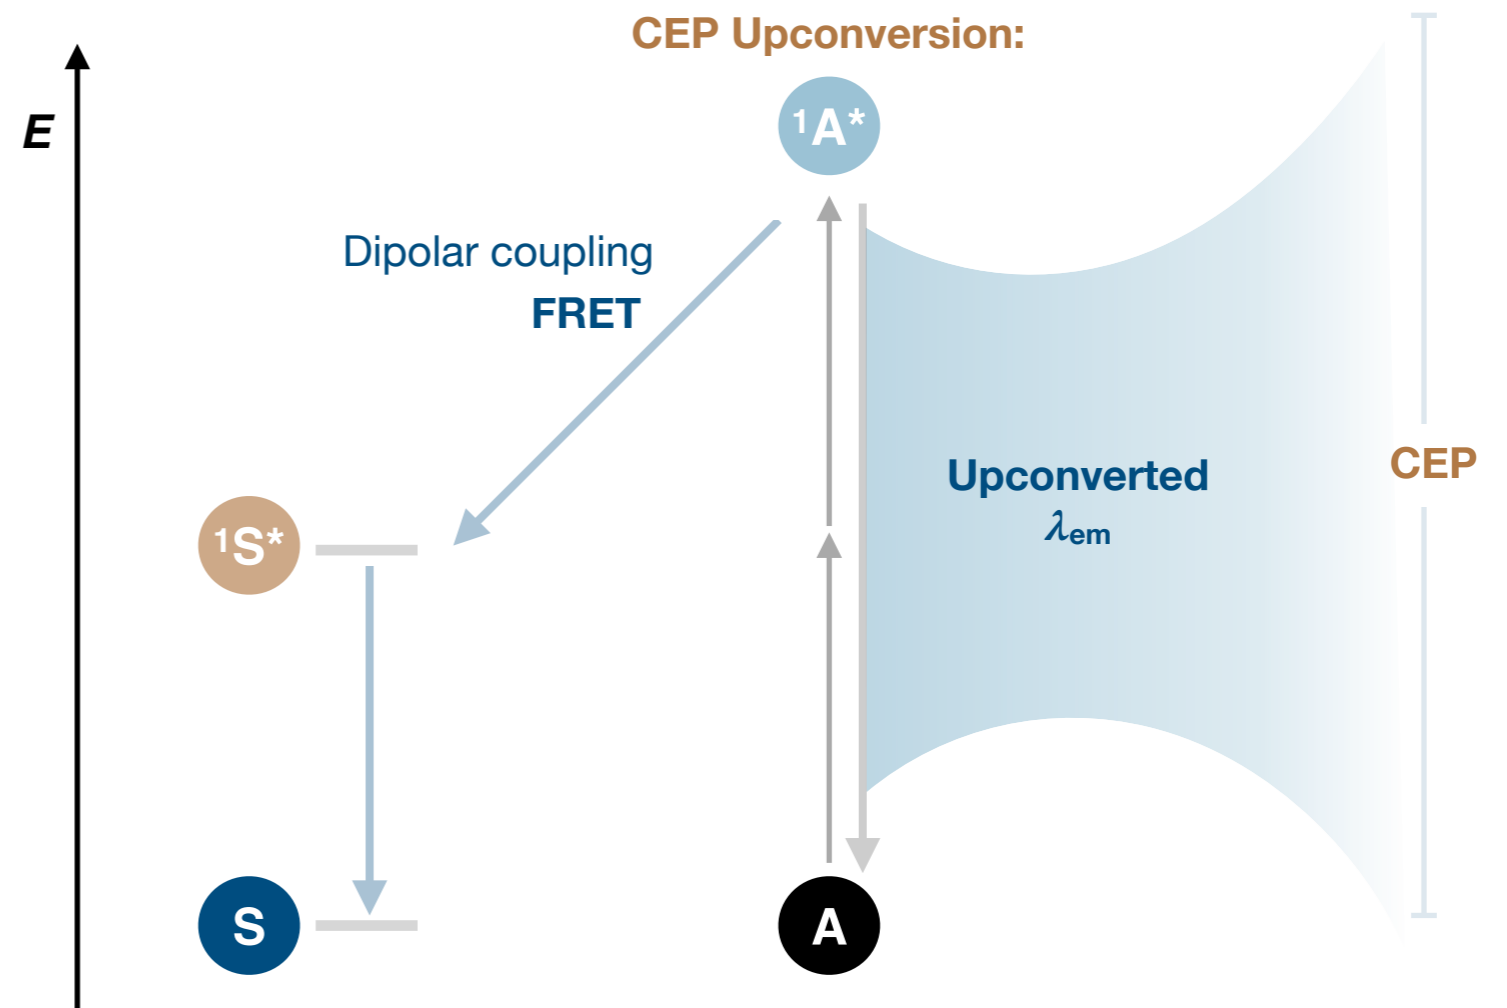 CEP Upconversion:
E
¹A*
Dipolar coupling
FRET
CEP
Upconverted
λem
¹S*
S
A